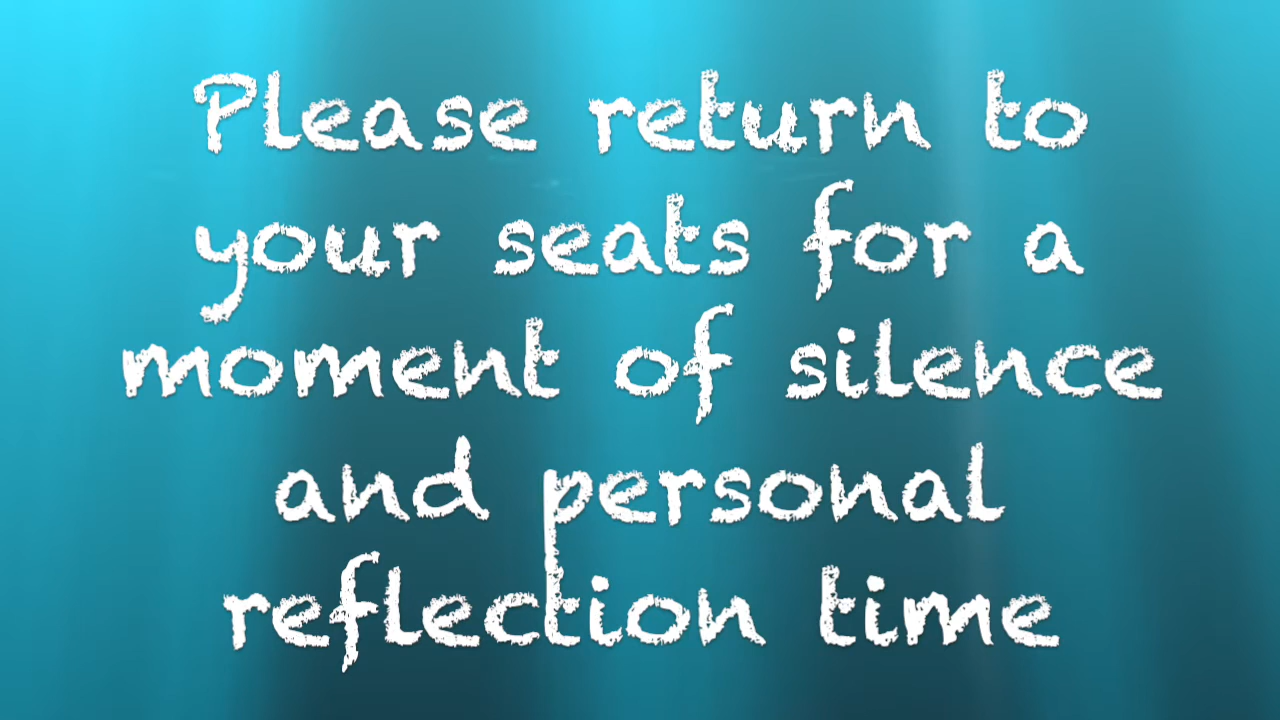 Please return to
your seats for a
moment of silence
and personal
reflection time